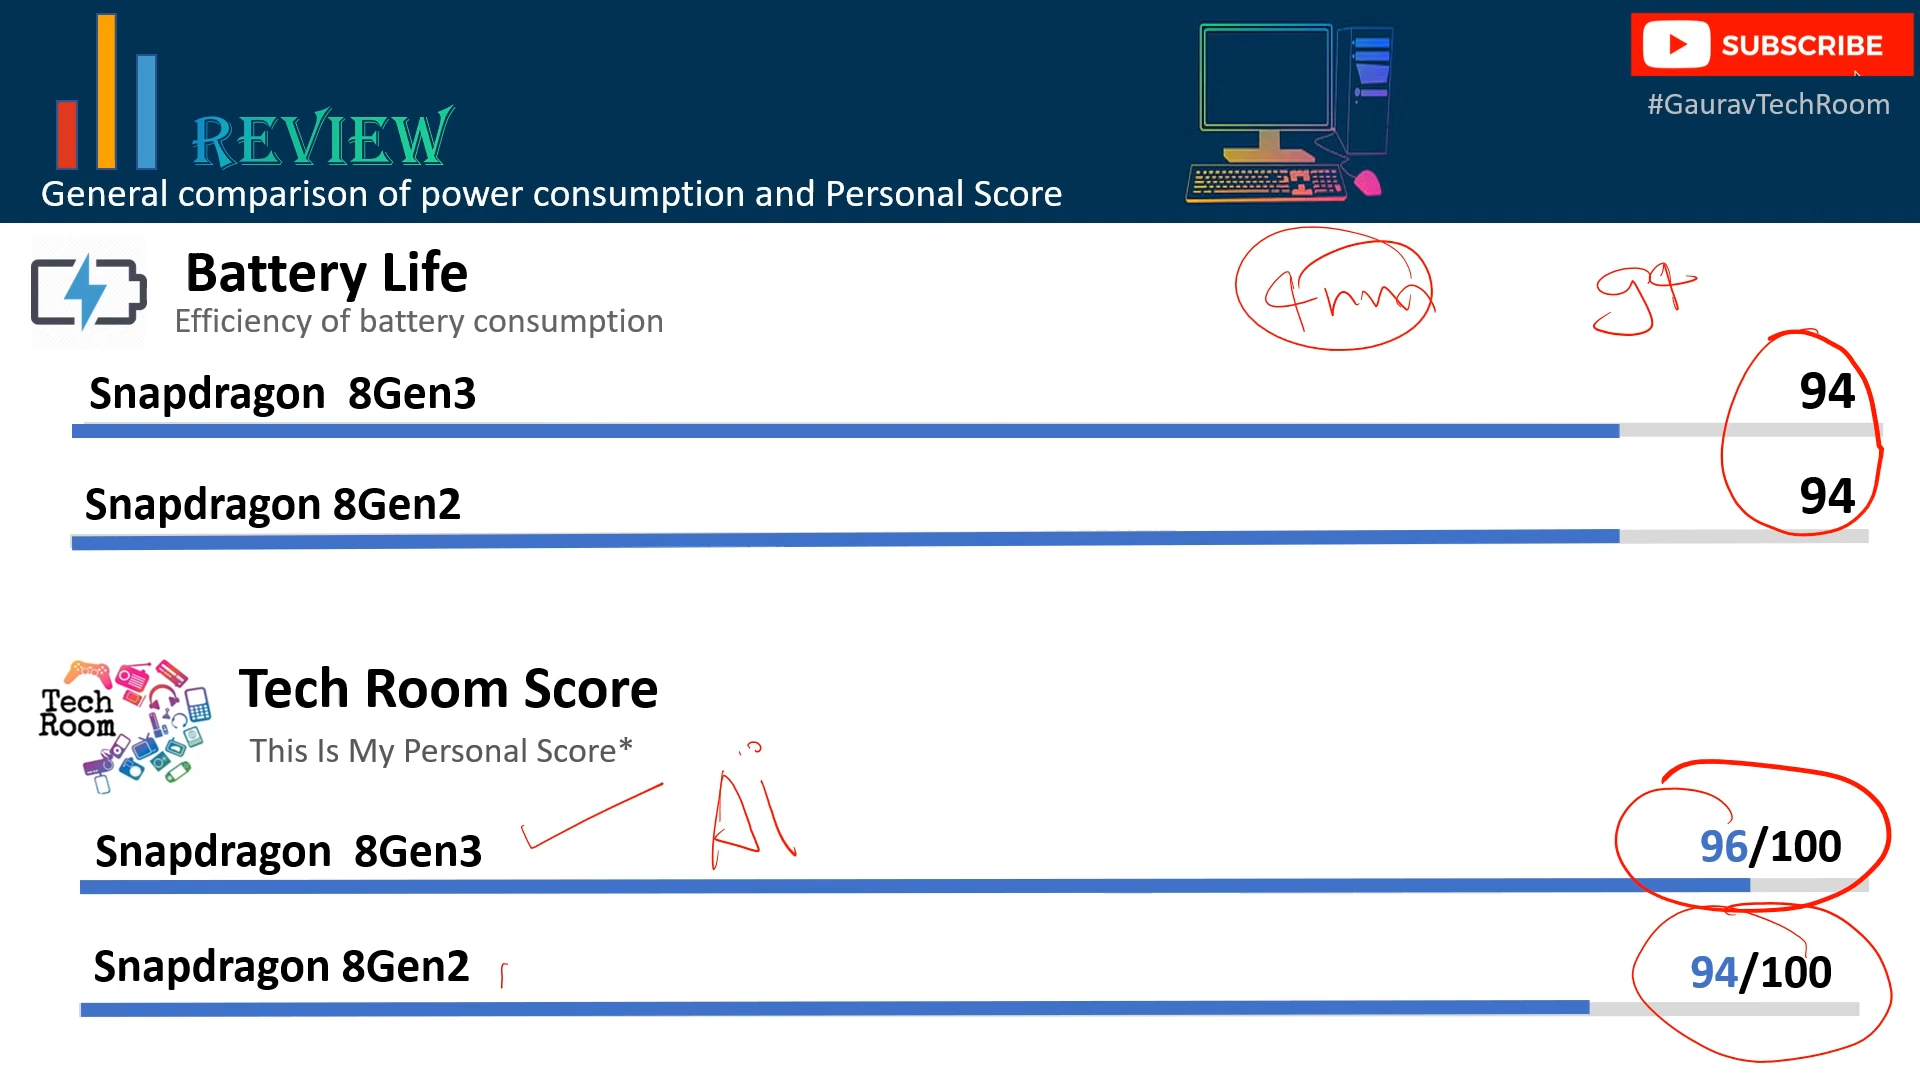 SUBSCRIBE
#GauravTechRoom
REVIEW
General comparison of power consumption and Personal Score
Battery Life
Efficiency of battery consumption
4nm
94
Snapdragon 8Gen3 94
Snapdragon 8Gen2 94
Tech Room
Tech Room Score
This Is My Personal Score*
AI
Snapdragon 8Gen3 96/100
Snapdragon 8Gen2 94/100